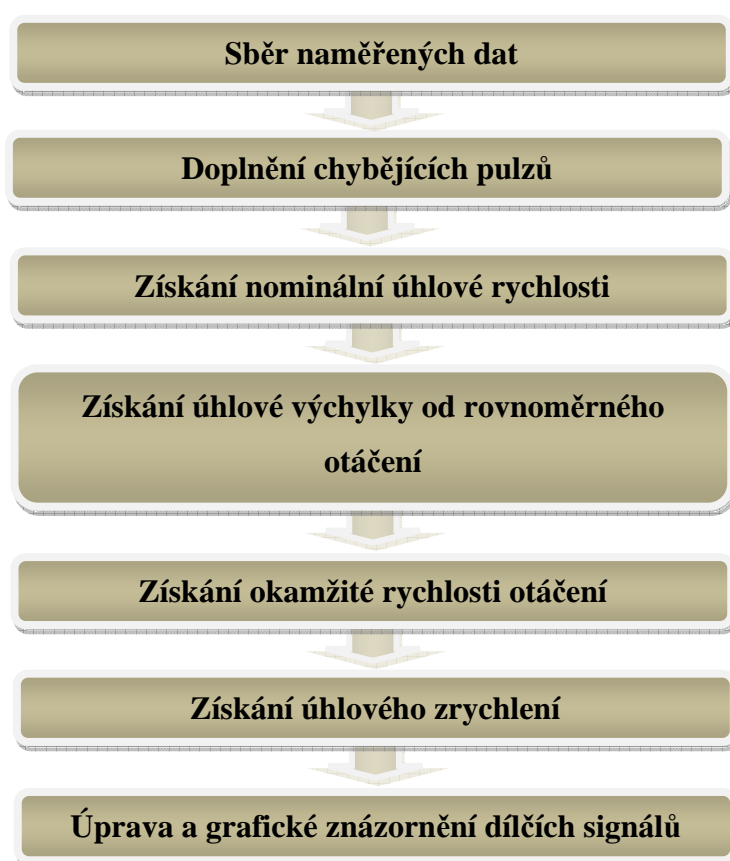 Sběr naměřených dat
Doplnění chybějících pulzů
Získání nominální úhlové rychlosti
Získání úhlové výchylky od rovnoměrného
otáčení
Získání okamžité rychlosti otáčení
Získání úhlového zrychlení
Úprava a grafické znázornění dílčích signálů